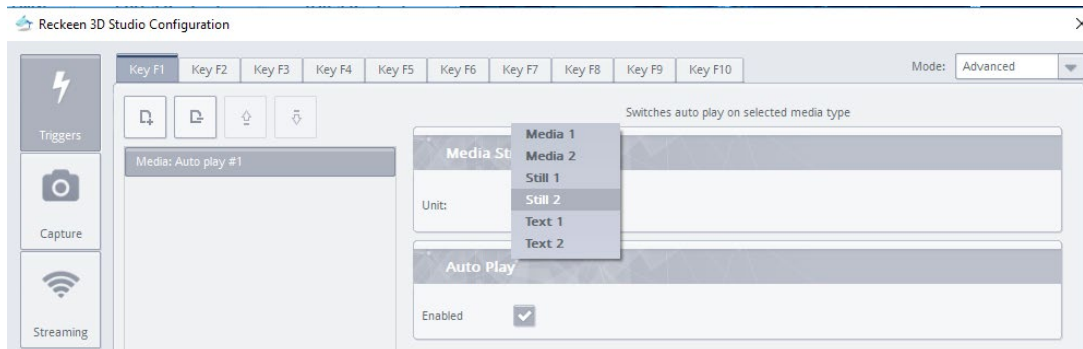 Reckeen 3D Studio Configuration
Key F1 Key F2 Key F3 Key F4 Key F5 Key F6 Key F7 Key F8 Key F9 Key F10
Mode: Advanced
Triggers
Capture
Streaming
Media: Auto play #1
Switches auto play on selected media type
Media
Unit:
Media 1
Media 2
Still 1
Still 2
Text 1
Text 2
Auto Play
Enabled